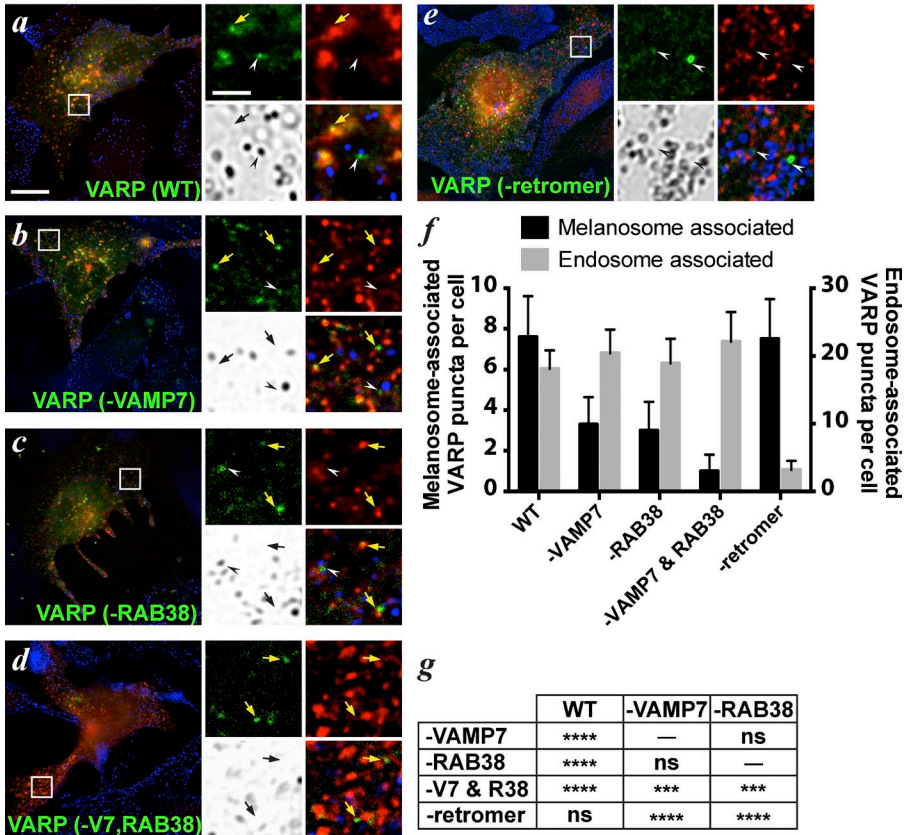 a
VARP (WT)
b
VARP (-VAMP7)
c
VARP (-RAB38)
d
VARP (-V7,RAB38)
e
VARP (-retromer)
f
Melanosome associated
Endosome associated
Melanosome-associated
VARP puncta per cell
10
8
6
4
2
0
Endosome-associated
VARP puncta per cell
30
20
10
0
WT
-VAMP7
-RAB38
-VAMP7 & RAB38
-retromer
g
WT -VAMP7 -RAB38
-VAMP7 **** — ns
-RAB38 **** ns —
-V7 & R38 **** *** ***
-retromer ns **** ****